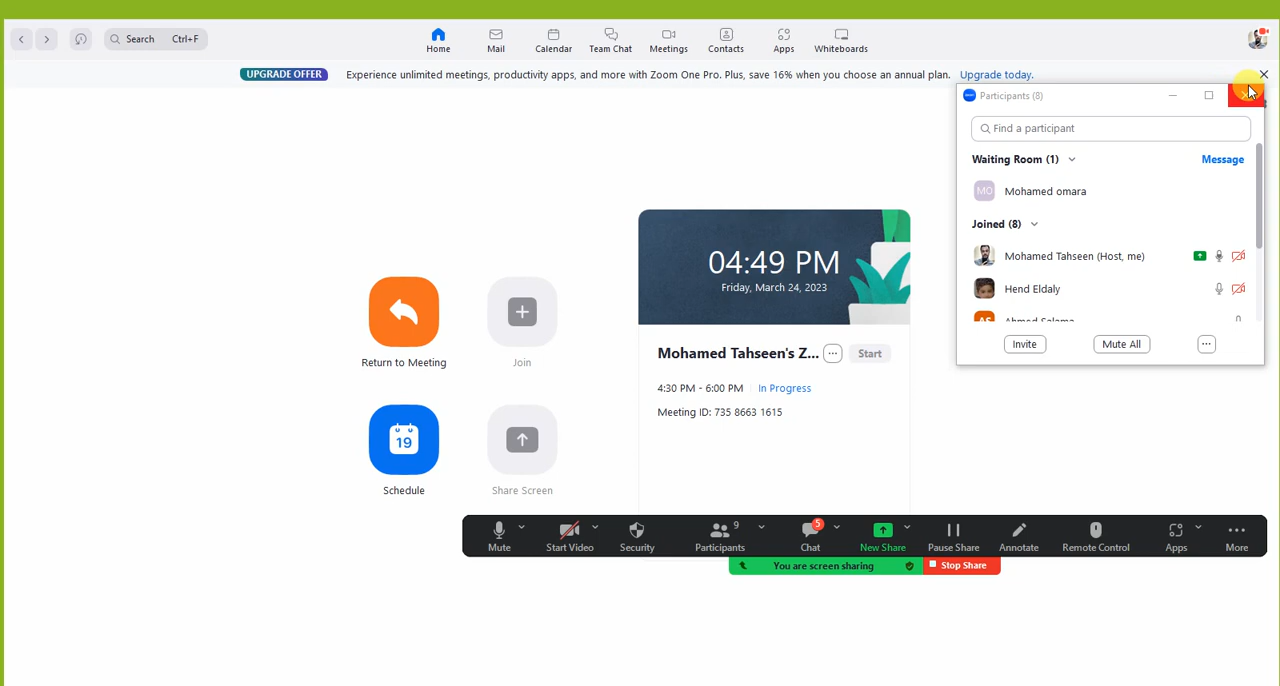 Search Ctrl+F
Home
Mail
Calendar
Team Chat
Meetings
Contacts
Apps
Whiteboards
UPGRADE OFFER Experience unlimited meetings, productivity apps, and more with Zoom One Pro. Plus, save 16% when you choose an annual plan. Upgrade today.
Participants (8)
Find a participant
Waiting Room (1) Message
MO Mohamed omara
Joined (8)
Mohamed Tahseen (Host, me)
Hend Eldaly
AS Ahmed Salama
Invite Mute All ...
04:49 PM
Friday, March 24, 2023
Mohamed Tahseen's Z... ... Start
4:30 PM - 6:00 PM In Progress
Meeting ID: 735 8663 1615
Return to Meeting
Join
19
Schedule
Share Screen
9
5
Mute
Start Video
Security
Participants
Chat
New Share
Pause Share
Annotate
Remote Control
Apps
More
You are screen sharing Stop Share